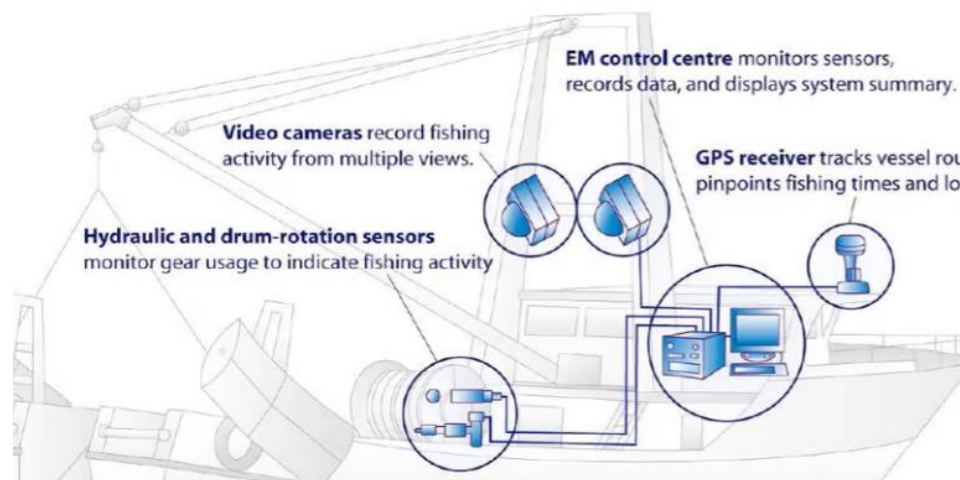 EM control centre monitors sensors,
records data, and displays system summary.
Video cameras record fishing
activity from multiple views.
GPS receiver tracks vessel
pinpoints fishing times and
Hydraulic and drum-rotation sensors
monitor gear usage to indicate fishing activity